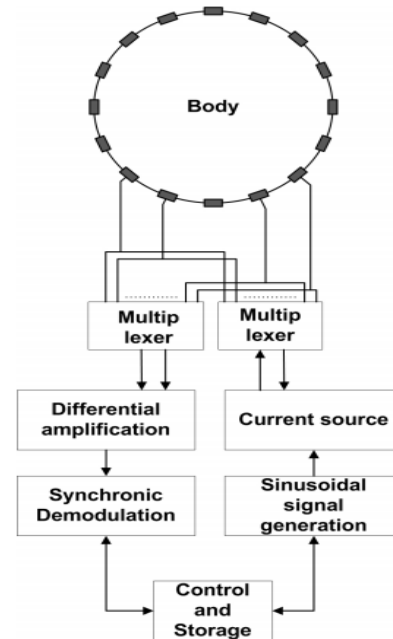 Body
Multip
lexer
Multip
lexer
Differential
amplification
Current source
Synchronic
Demodulation
Sinusoidal
signal
generation
Control
and
Storage